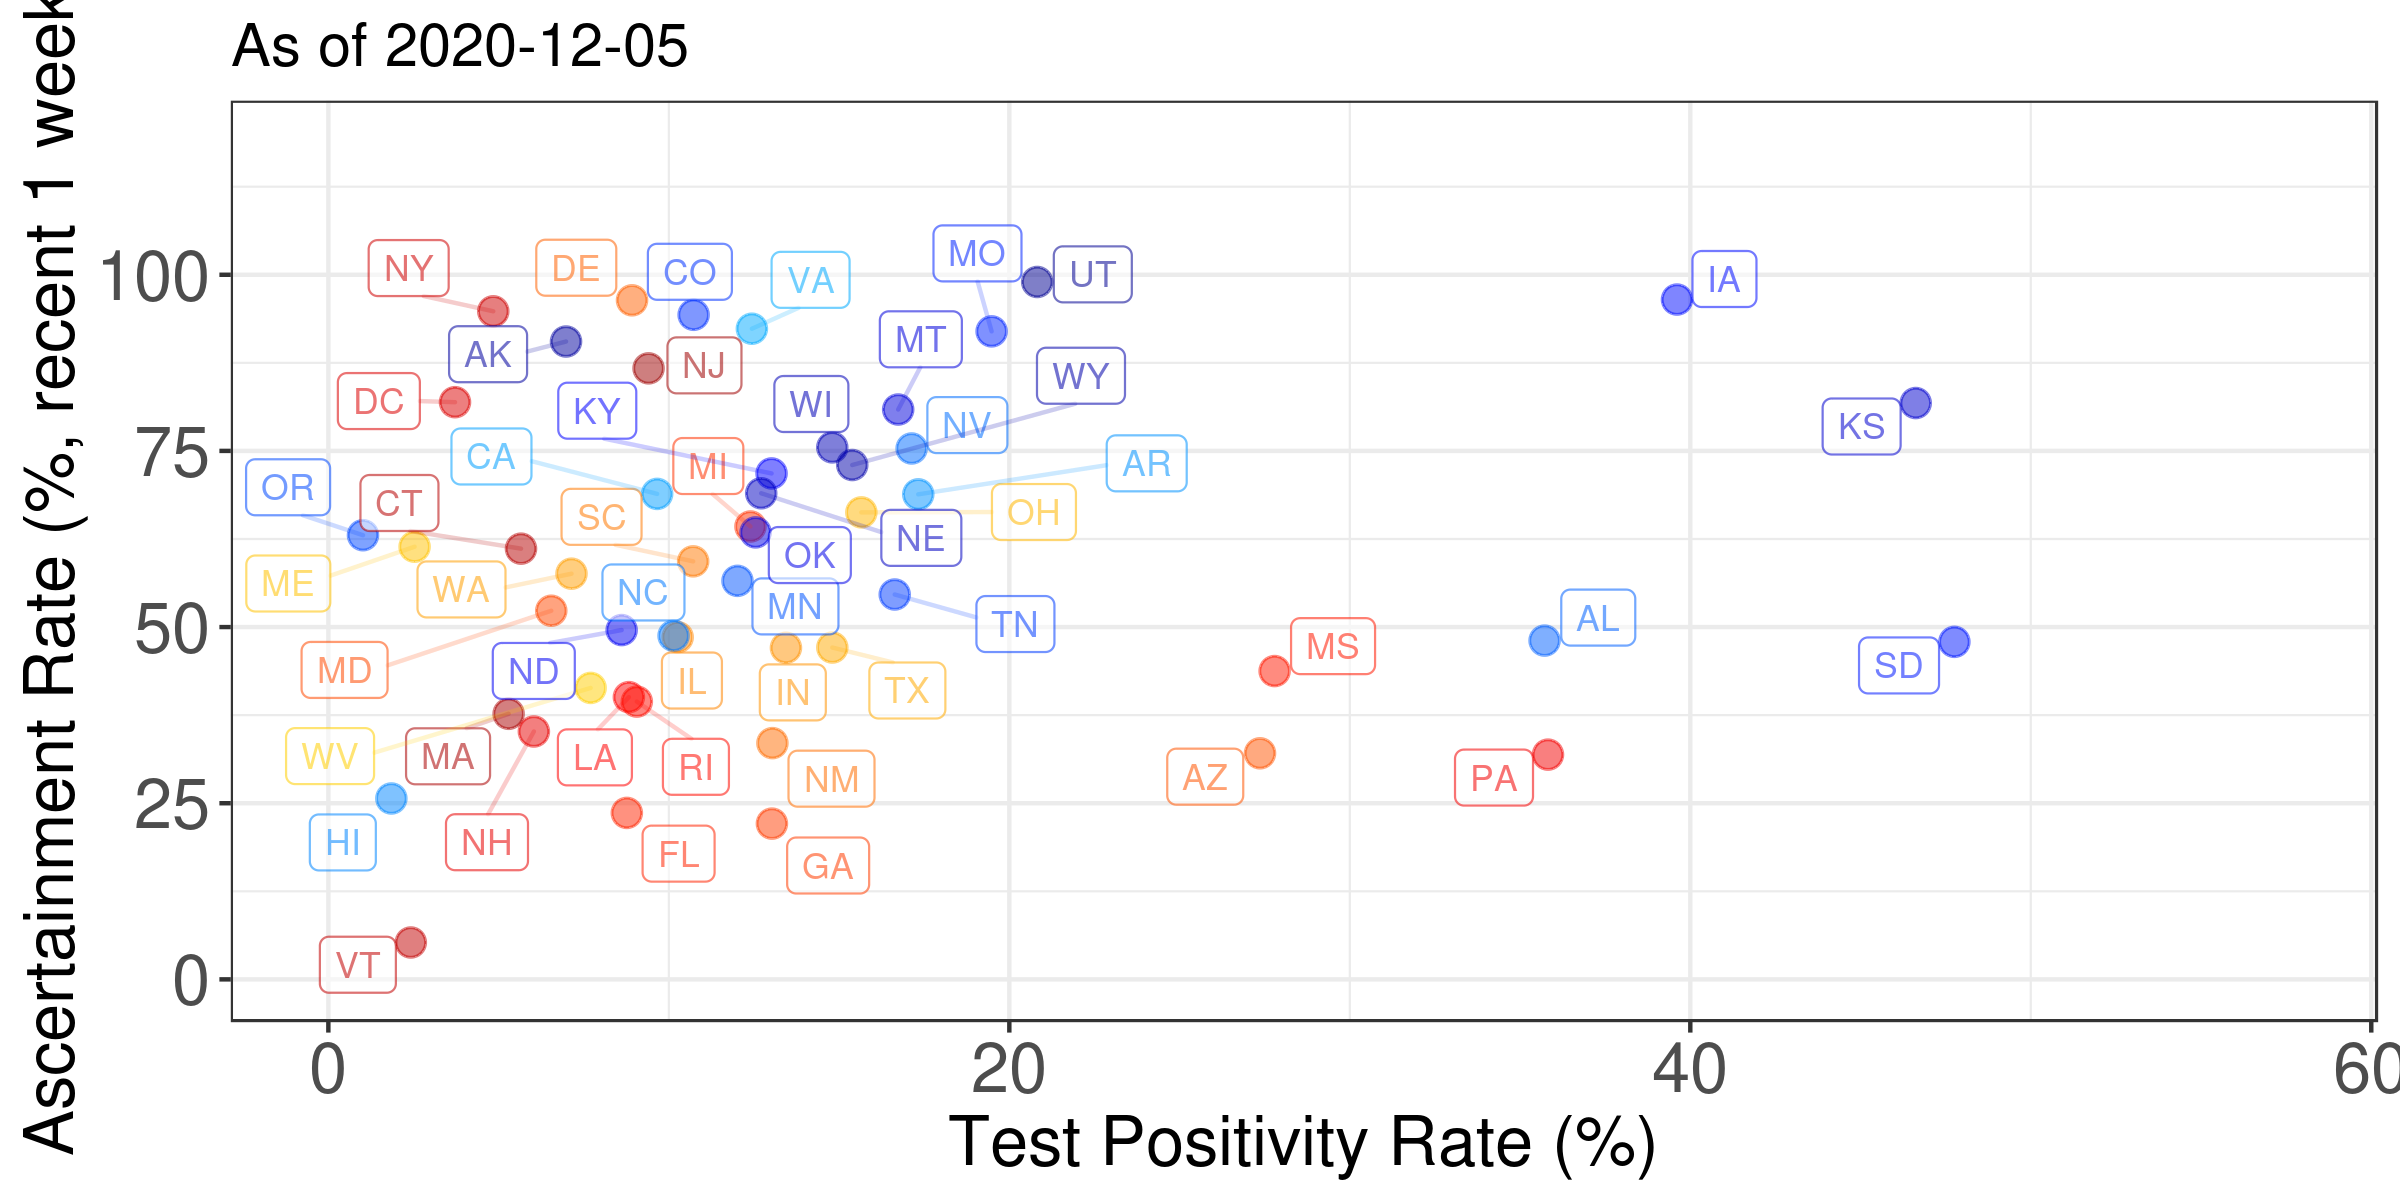 As of 2020-12-05
Ascertainment Rate (%, recent 1 week
100
75
50
25
0
NY
DE
CO
VA
MO
UT
IA
AK
NJ
MT
WY
DC
KY
WI
NV
KS
CA
MI
AR
OR
CT
SC
OH
NE
OK
ME
WA
NC
MN
TN
AL
MS
SD
MD
ND
IL
IN
TX
WV
MA
LA
RI
NM
AZ
PA
HI
NH
FL
GA
VT
0
20
40
60
Test Positivity Rate (%)